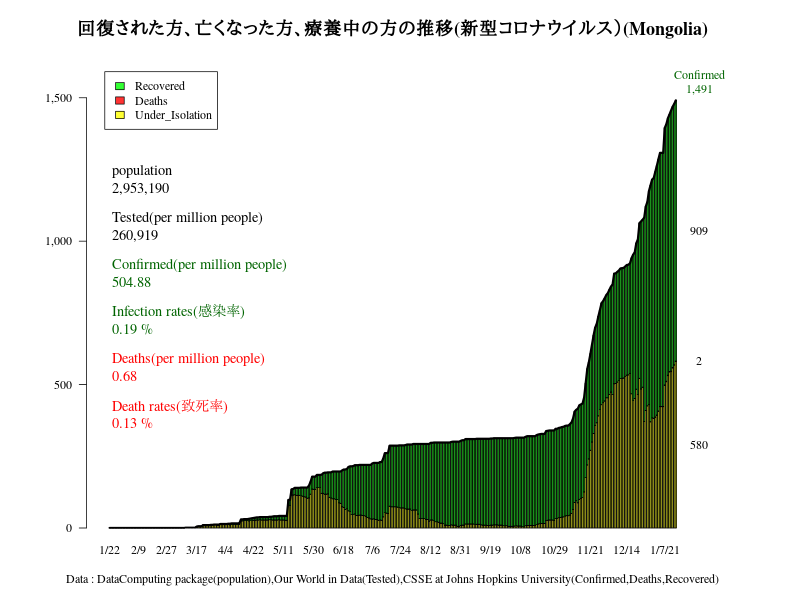 回復された方、亡くなった方、療養中の方の推移(新型コロナウイルス）(Mongolia)
Confirmed
1,491
Recovered
Deaths
Under_Isolation
1,500
1,000
500
0
population
2,953,190
Tested(per million people)
260,919
Confirmed(per million people)
504.88
Infection rates(感染率)
0.19 %
Deaths(per million people)
0.68
Death rates(致死率)
0.13 %
909
2
580
1/22 2/9 2/27 3/17 4/4 4/22 5/11 5/30 6/18 7/6 7/24 8/12 8/31 9/19 10/8 10/29 11/21 12/14 1/7/21
Data : DataComputing package(population),Our World in Data(Tested),CSSE at Johns Hopkins University(Confirmed,Deaths,Recovered)